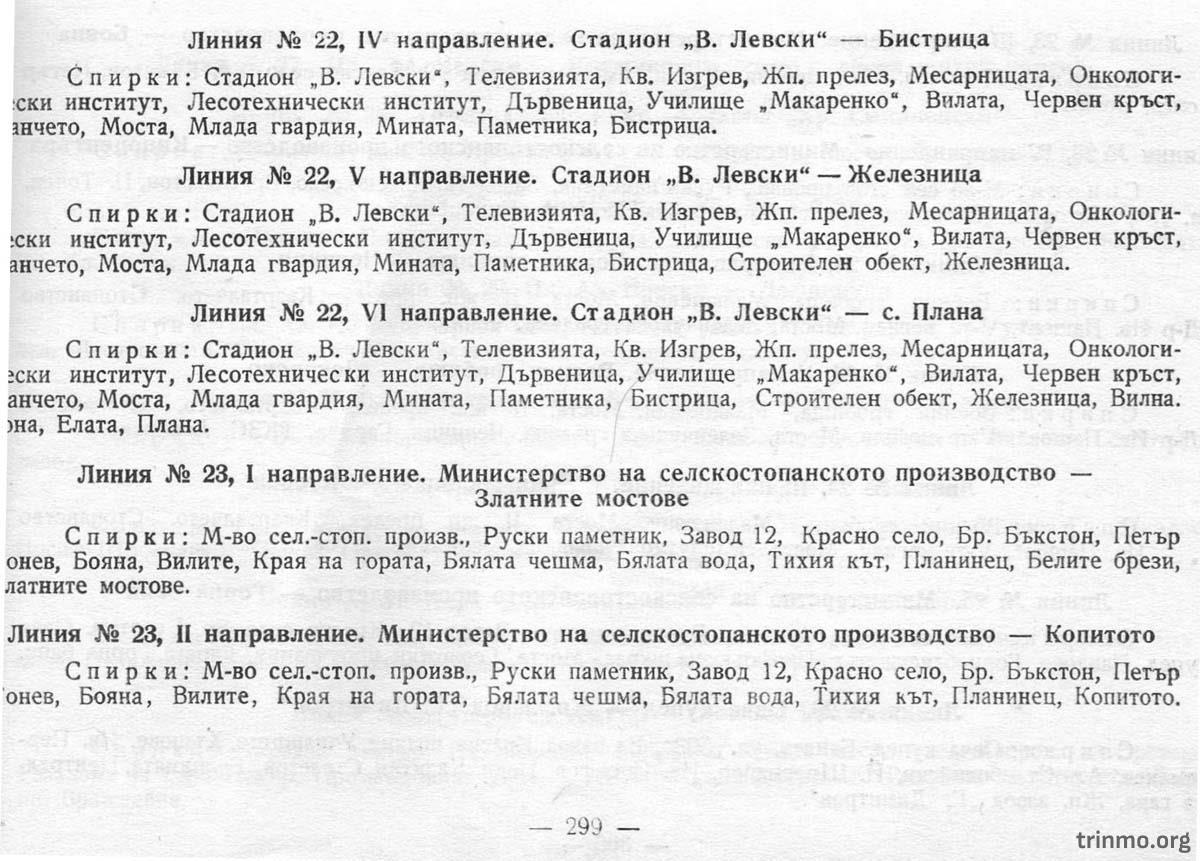 Линия № 22, IV направление. Стадион „В. Левски“ — Бистрица
Спирки: Стадион „В. Левски“, Телевизията, Кв. Изгрев, Жп. прелез, Месарницата, Онкологи-
ески институт, Лесотехнически институт, Дървеница, Училище „Макаренко“, Вилата, Червен кръст,
анчето, Моста, Млада гвардия, Мината, Паметника, Бистрица.
Линия № 22, V направление. Стадион „В. Левски“ — Железница
Спирки: Стадион „В. Левски“, Телевизията, Кв. Изгрев, Жп. прелез, Месарницата, Онкологи-
ески институт, Лесотехнически институт, Дървеница, Училище „Макаренко“, Вилата, Червен кръст,
анчето, Моста, Млада гвардия, Мината, Паметника, Бистрица, Строителен обект, Железница.
Линия № 22, VI направление. Стадион „В. Левски“ — с. Плана
Спирки: Стадион „В. Левски“, Телевизията, Кв. Изгрев, Жп. прелез, Месарницата, Онкологи-
ески институт, Лесотехнически институт, Дървеница, Училище „Макаренко“, Вилата, Червен кръст,
анчето, Моста, Млада гвардия, Мината, Паметника, Бистрица, Строителен обект, Железница, Вилна.
она, Елата, Плана.
Линия № 23, I направление. Министерство на селскостопанското производство —
Златните мостове
Спирки: М-во сел.-стоп. произв., Руски паметник, Завод 12, Красно село, Бр. Бъкстон, Петър
онев, Бояна, Вилите, Края на гората, Бялата чешма, Бялата вода, Тихия кът, Планинец, Белите брези,
латните мостове.
Линия № 23, II направление. Министерство на селскостопанското производство — Копитото
Спирки: М-во сел.-стоп. произв., Руски паметник, Завод 12, Красно село, Бр. Бъкстон, Петър
онев, Бояна, Вилите, Края на гората, Бялата чешма, Бялата вода, Тихия кът, Планинец, Копитото.
— 299 —
trinmo.org